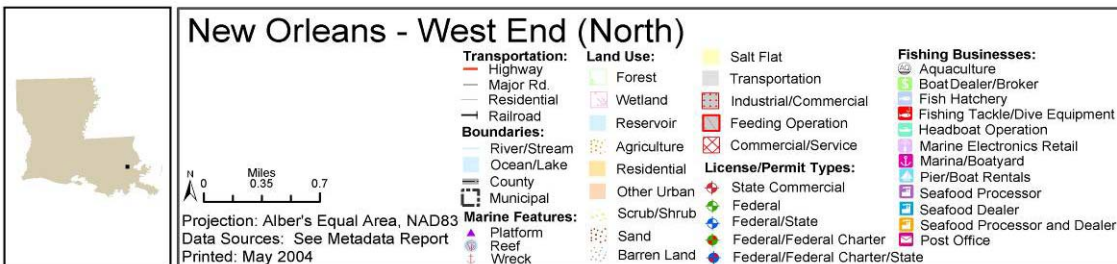 New Orleans - West End (North)
Transportation:
Highway
Major Rd.
Residential
Railroad
Boundaries:
River/Stream
Ocean/Lake
County
Municipal
Marine Features:
Platform
Reef
Wreck
Land Use:
Forest
Wetland
Reservoir
Agriculture
Residential
Other Urban
Scrub/Shrub
Sand
Barren Land
Salt Flat
Transportation
Industrial/Commercial
Feeding Operation
Commercial/Service
License/Permit Types:
State Commercial
Federal
Federal/State
Federal/Federal Charter
Federal/Federal Charter/State
Fishing Businesses:
Aquaculture
BoatDealer/Broker
Fish Hatchery
Fishing Tackle/Dive Equipment
Headboat Operation
Marine Electronics Retail
Marina/Boatyard
Pier/Boat Rentals
Seafood Processor
Seafood Dealer
Seafood Processor and Dealer
Post Office
N
Miles
0 0.35 0.7
Projection: Alber's Equal Area, NAD83
Data Sources: See Metadata Report
Printed: May 2004